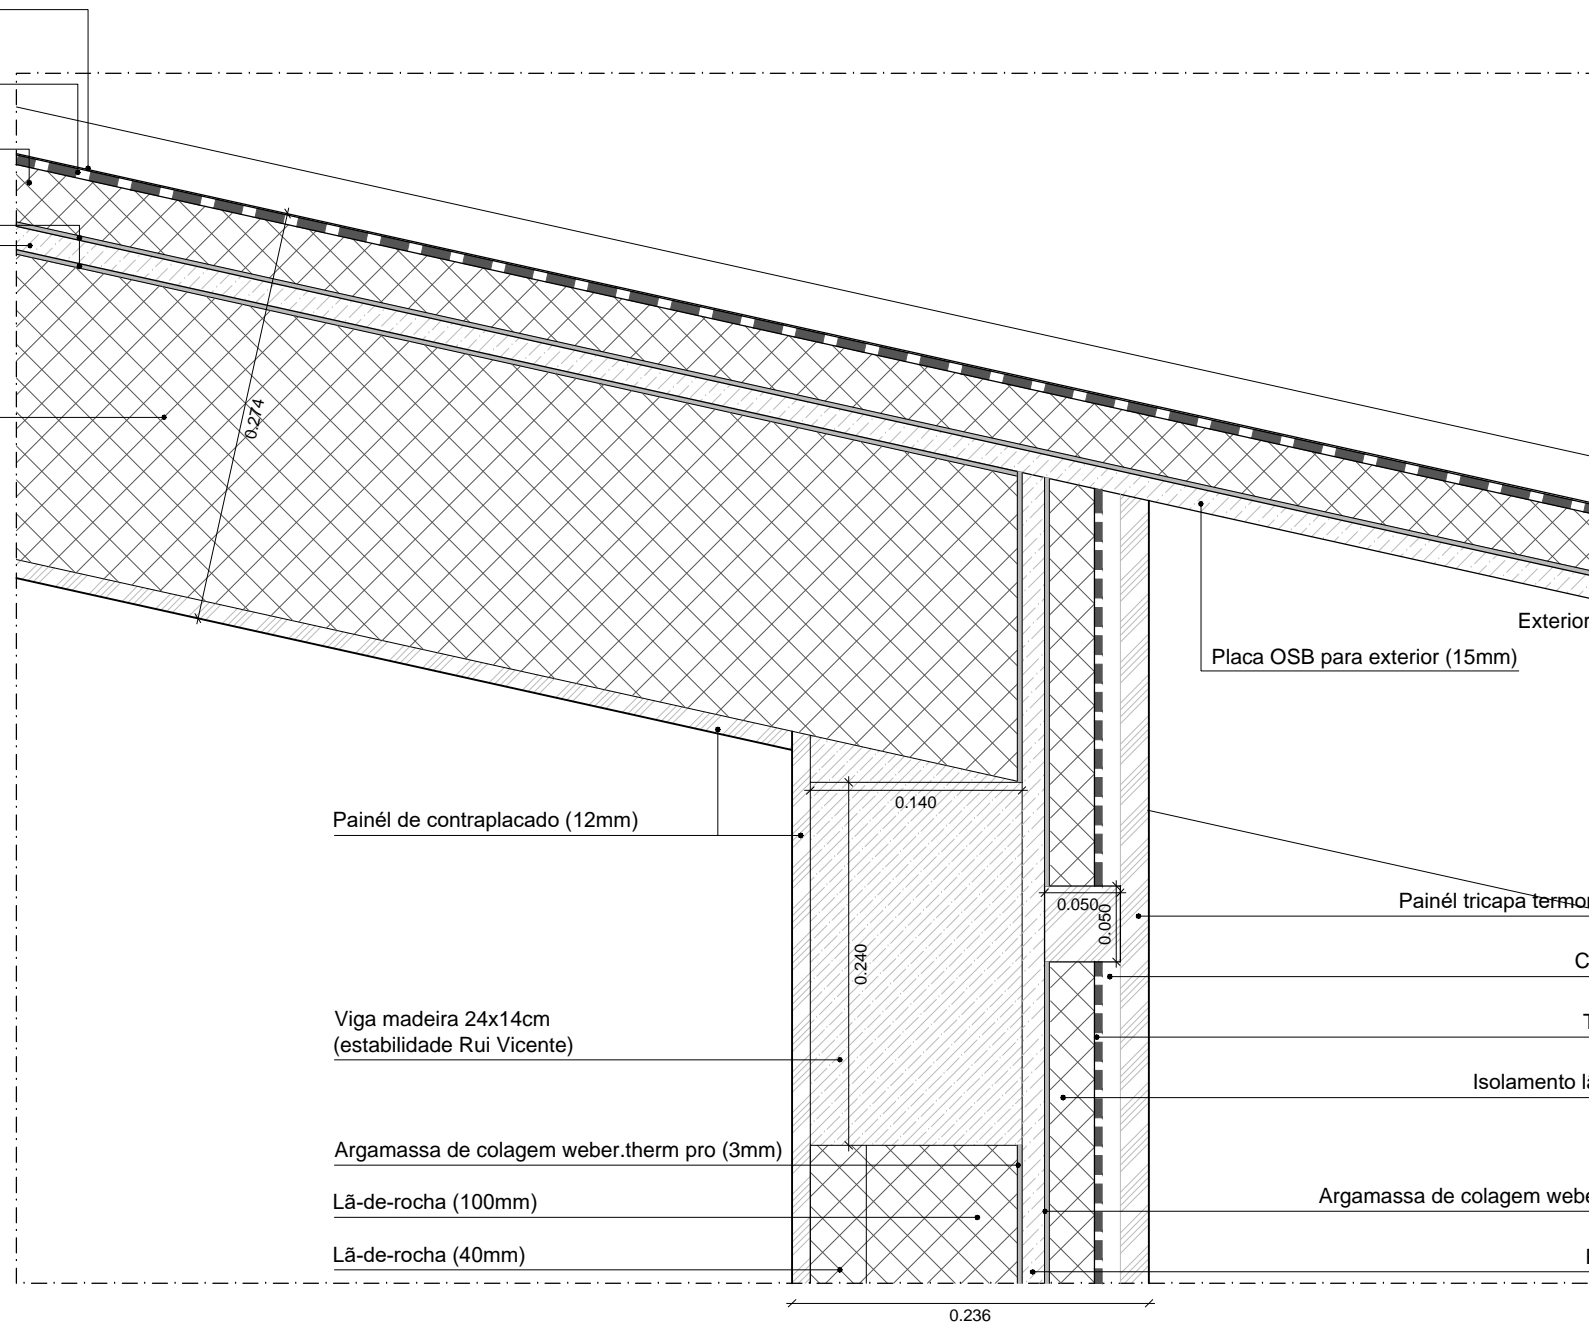 0.274
Exterior
Placa OSB para exterior (15mm)
0.140
Painél de contraplacado (12mm)
0.050
0.050
Painél tricapa
C
0.240
Viga madeira 24x14cm
(estabilidade Rui Vicente)
T
Isolamento lã
Argamassa de colagem weber.therm pro (3mm)
Lã-de-rocha (100mm)
Argamassa de colagem webe
Lã-de-rocha (40mm)
0.236